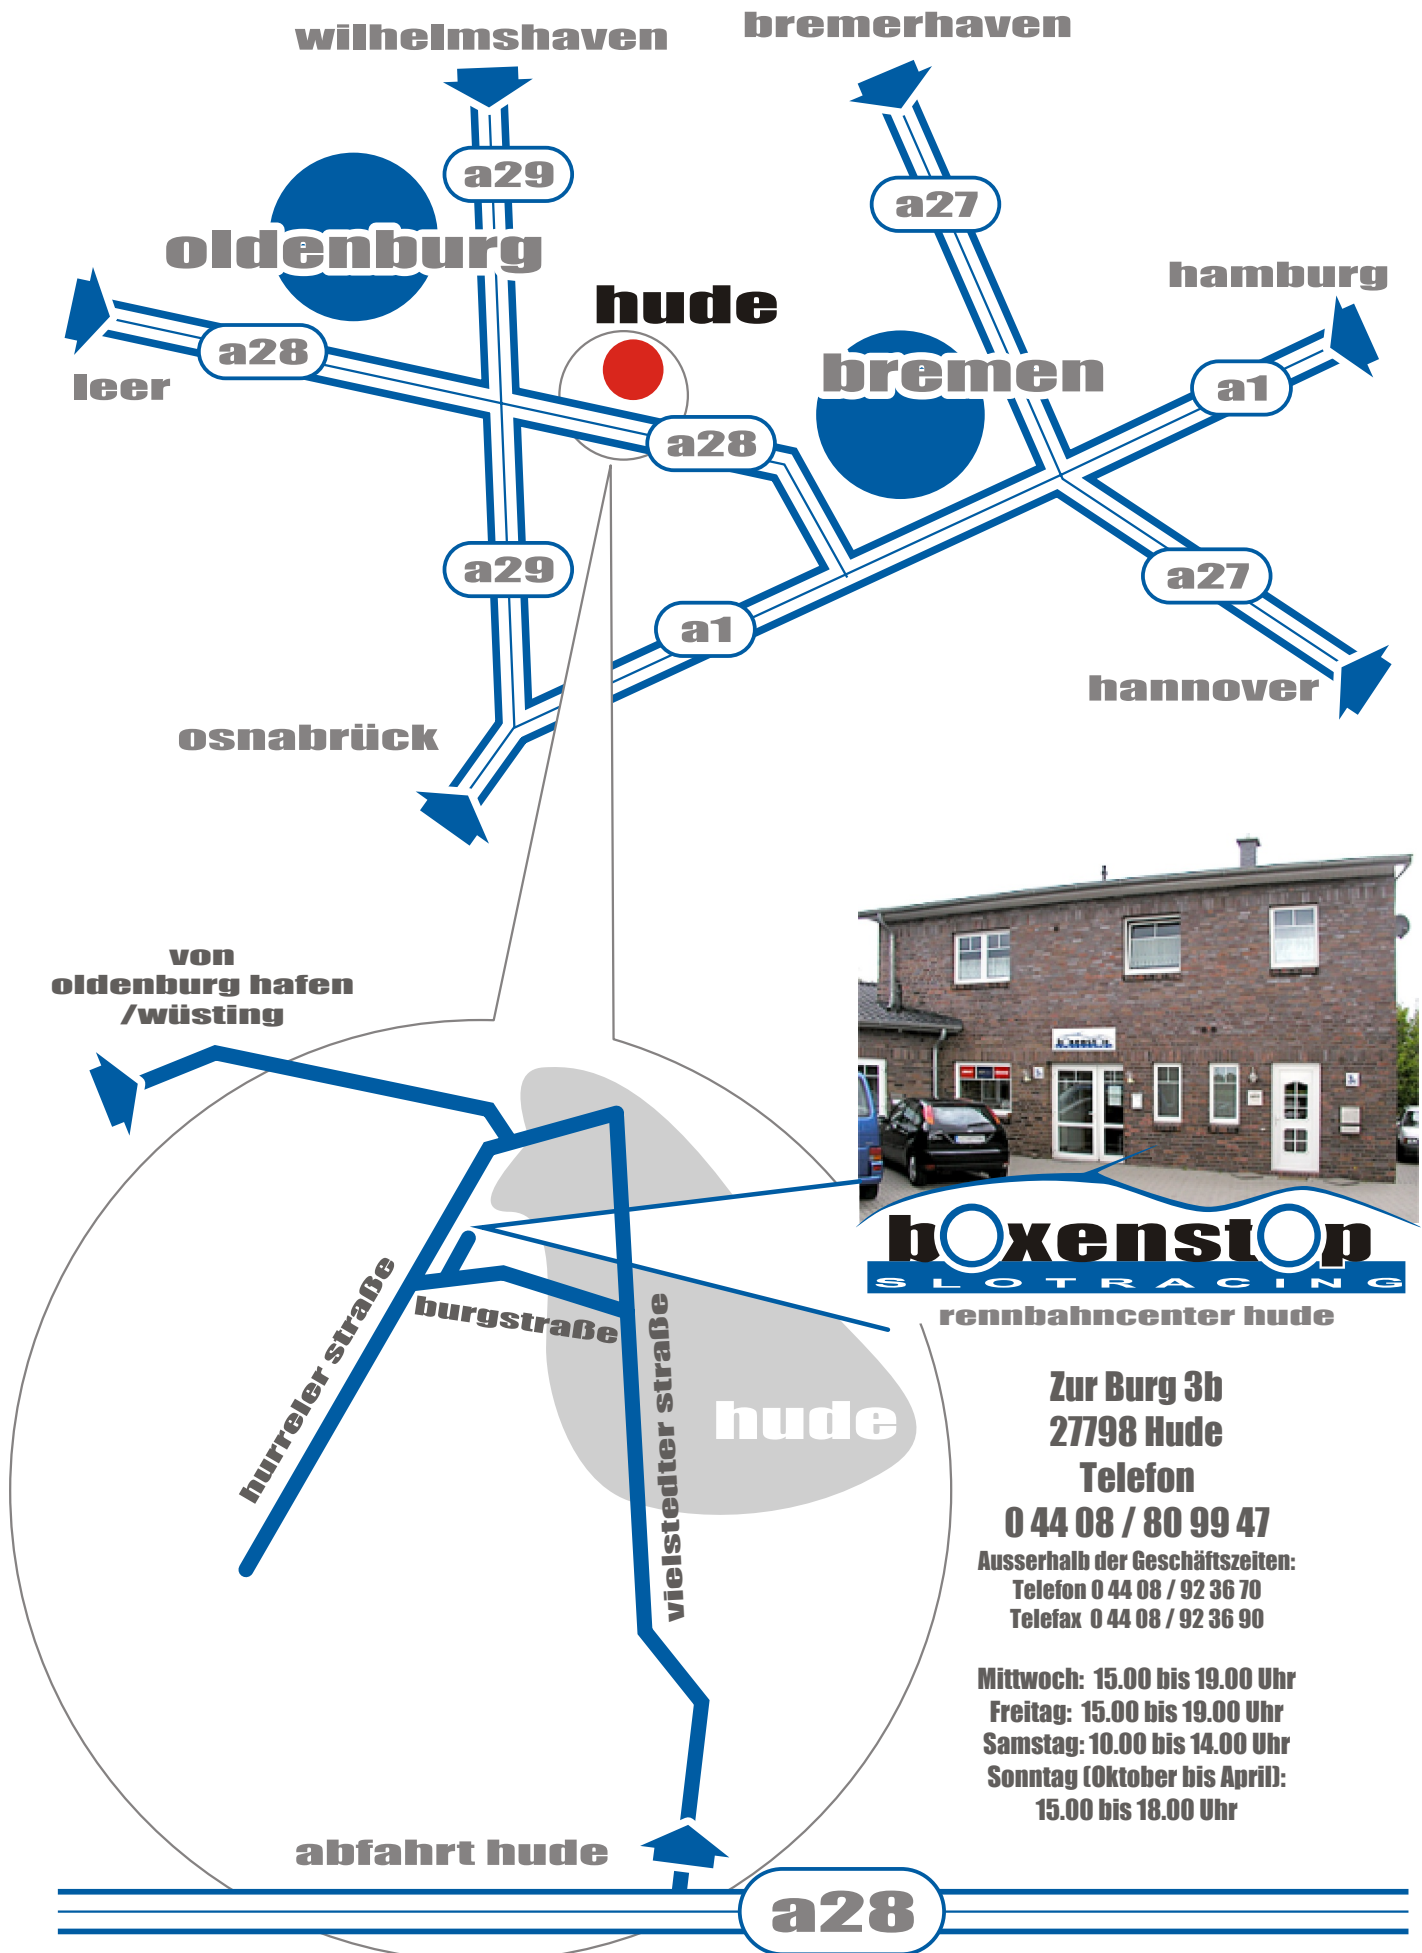 wilhelmshaven
bremerhaven
a29
a27
oldenburg
hamburg
hude
a28
bremen
a1
leer
a28
a29
a27
a1
hannover
osnabrück
von
oldenburg hafen
/wüsting
boxenstop
boxenstop
SLOTRACING
rennbahncenter hude
hurreler straße
burgstraße
vielstedter straße
hude
Zur Burg 3b
27798 Hude
Telefon
0 44 08 / 80 99 47
Ausserhalb der Geschäftszeiten:
Telefon 0 44 08 / 92 36 70
Telefax 0 44 08 / 92 36 90
Mittwoch: 15.00 bis 19.00 Uhr
Freitag: 15.00 bis 19.00 Uhr
Samstag: 10.00 bis 14.00 Uhr
Sonntag (Oktober bis April):
15.00 bis 18.00 Uhr
abfahrt hude
a28